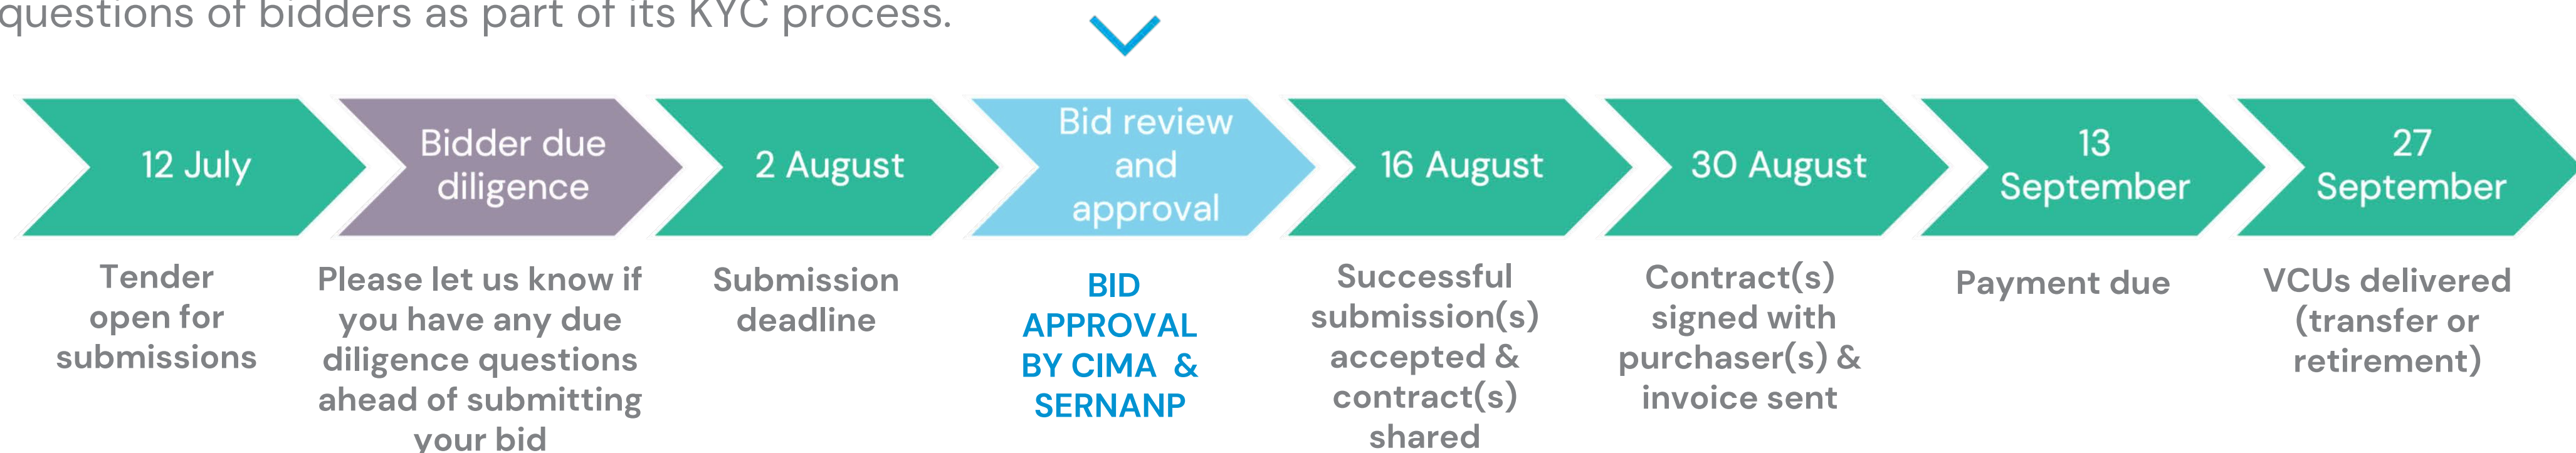 questions of bidders as part of its KYC process.
12 July
Bidder due
diligence
2 August
Bid review
and
approval
16 August
30 August
13
September
27
September
Tender
open for
submissions
Please let us know if
you have any due
diligence questions
ahead of submitting
your bid
Submission
deadline
BID
APPROVAL
BY CIMA & 
SERNANP
Successful
submission(s)
accepted &
contract(s)
shared
Contract(s)
signed with
purchaser(s) &
invoice sent
Payment due
VCUs delivered
(transfer or
retirement)